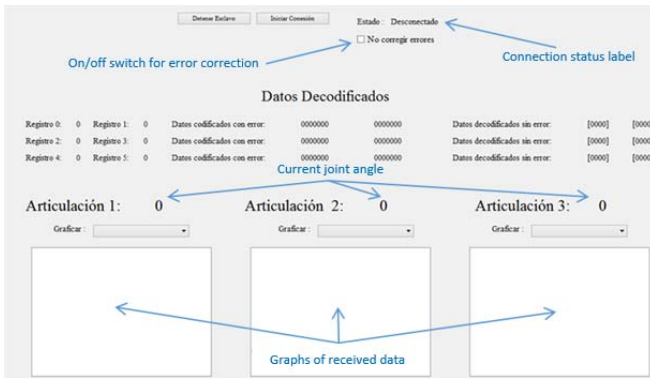 Detener Esclavo Iniciar Conexión Estado : Desconectado
No corregir errores
On/off switch for error correction Connection status label
Datos Decodificados
Registro 0: 0 Registro 1: 0 Datos codificados con error: 0000000 0000000 Datos decodificados sin error: [0000] [0000
Registro 2: 0 Registro 3: 0 Datos codificados con error: 0000000 0000000 Datos decodificados sin error: [0000] [0000
Registro 4: 0 Registro 5: 0 Datos codificados con error: 0000000 0000000 Datos decodificados sin error: [0000] [0000
Current joint angle
Articulación 1: 0 Articulación 2: 0 Articulación 3: 0
Graficar : Graficar : Graficar :
Graphs of received data